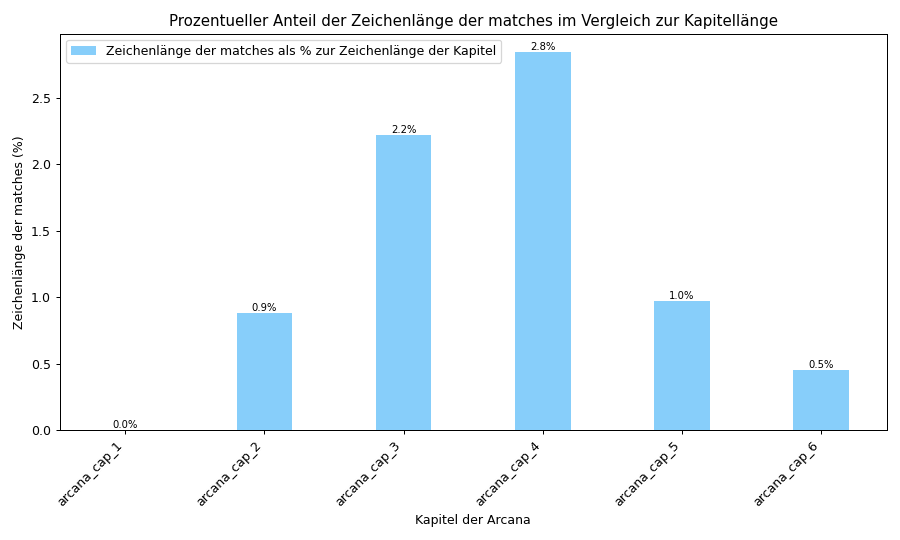 Prozentueller Anteil der Zeichenlänge der matches im Vergleich zur Kapitellänge
Zeichenlänge der matches als % zur Zeichenlänge der Kapitel
Zeichenlänge der matches (%)
2.5
2.0
1.5
1.0
0.5
0.0
0.0%
0.9%
2.2%
2.8%
1.0%
0.5%
arcana_cap_1
arcana_cap_2
arcana_cap_3
arcana_cap_4
arcana_cap_5
arcana_cap_6
Kapitel der Arcana